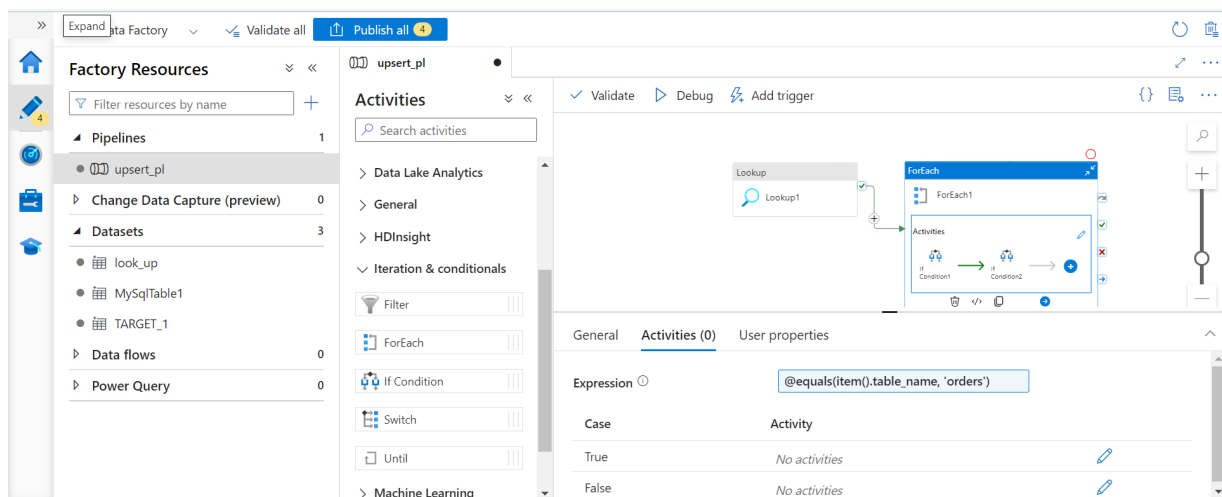 Expand
ata Factory
Validate all
Publish all 4
4
Factory Resources
Filter resources by name
Pipelines 1
upsert_pl
Change Data Capture (preview) 0
Datasets 3
look_up
MySqlTable1
TARGET_1
Data flows 0
Power Query 0
upsert_pl
Activities
Search activities
Data Lake Analytics
General
HDInsight
Iteration & conditionals
Filter
ForEach
If Condition
Switch
Until
Machine Learning
Validate
Debug
Add trigger
Lookup
Lookup1
ForEach
ForEach1
Activities
If
Condition1
If
Condition2
General
Activities (0)
User properties
Expression
@equals(item().table_name, 'orders')
Case Activity
True No activities
False No activities